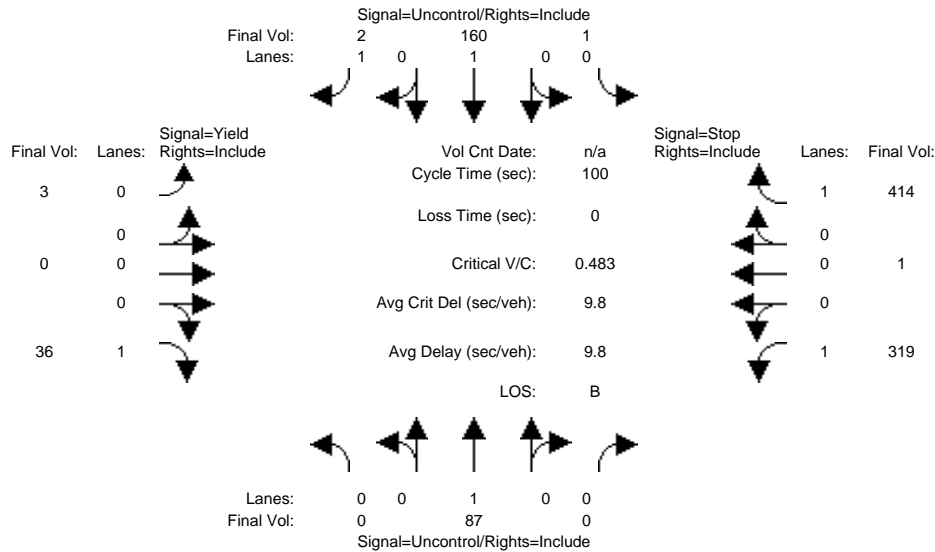 Signal=Uncontrol/Rights=Include
Final Vol: 2 160 1
Lanes: 1 0 1 0 0
Signal=Yield
Final Vol: Lanes: Rights=Include
Vol Cnt Date: n/a
Signal=Stop
Rights=Include Lanes: Final Vol:
Cycle Time (sec): 100
3 0
1 414
Loss Time (sec): 0
0
0
0 0
Critical V/C: 0.483
0 1
0
Avg Crit Del (sec/veh): 9.8
0
36 1
Avg Delay (sec/veh): 9.8
1 319
LOS: B
Lanes: 0 0 1 0 0
Final Vol: 0 87 0
Signal=Uncontrol/Rights=Include